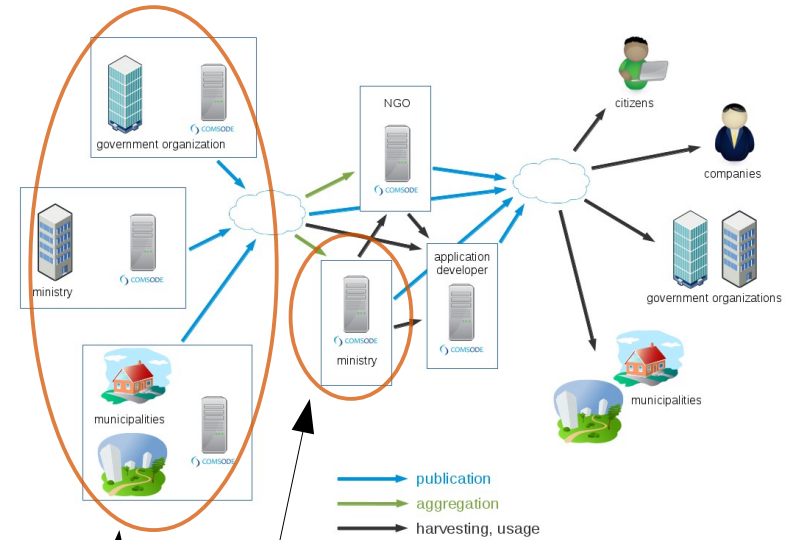 government organization
COMSODE
ministry
COMSODE
municipalities
COMSODE
NGO
COMSODE
COMSODE
ministry
application
developer
COMSODE
citizens
companies
government organizations
municipalities
publication
aggregation
harvesting, usage